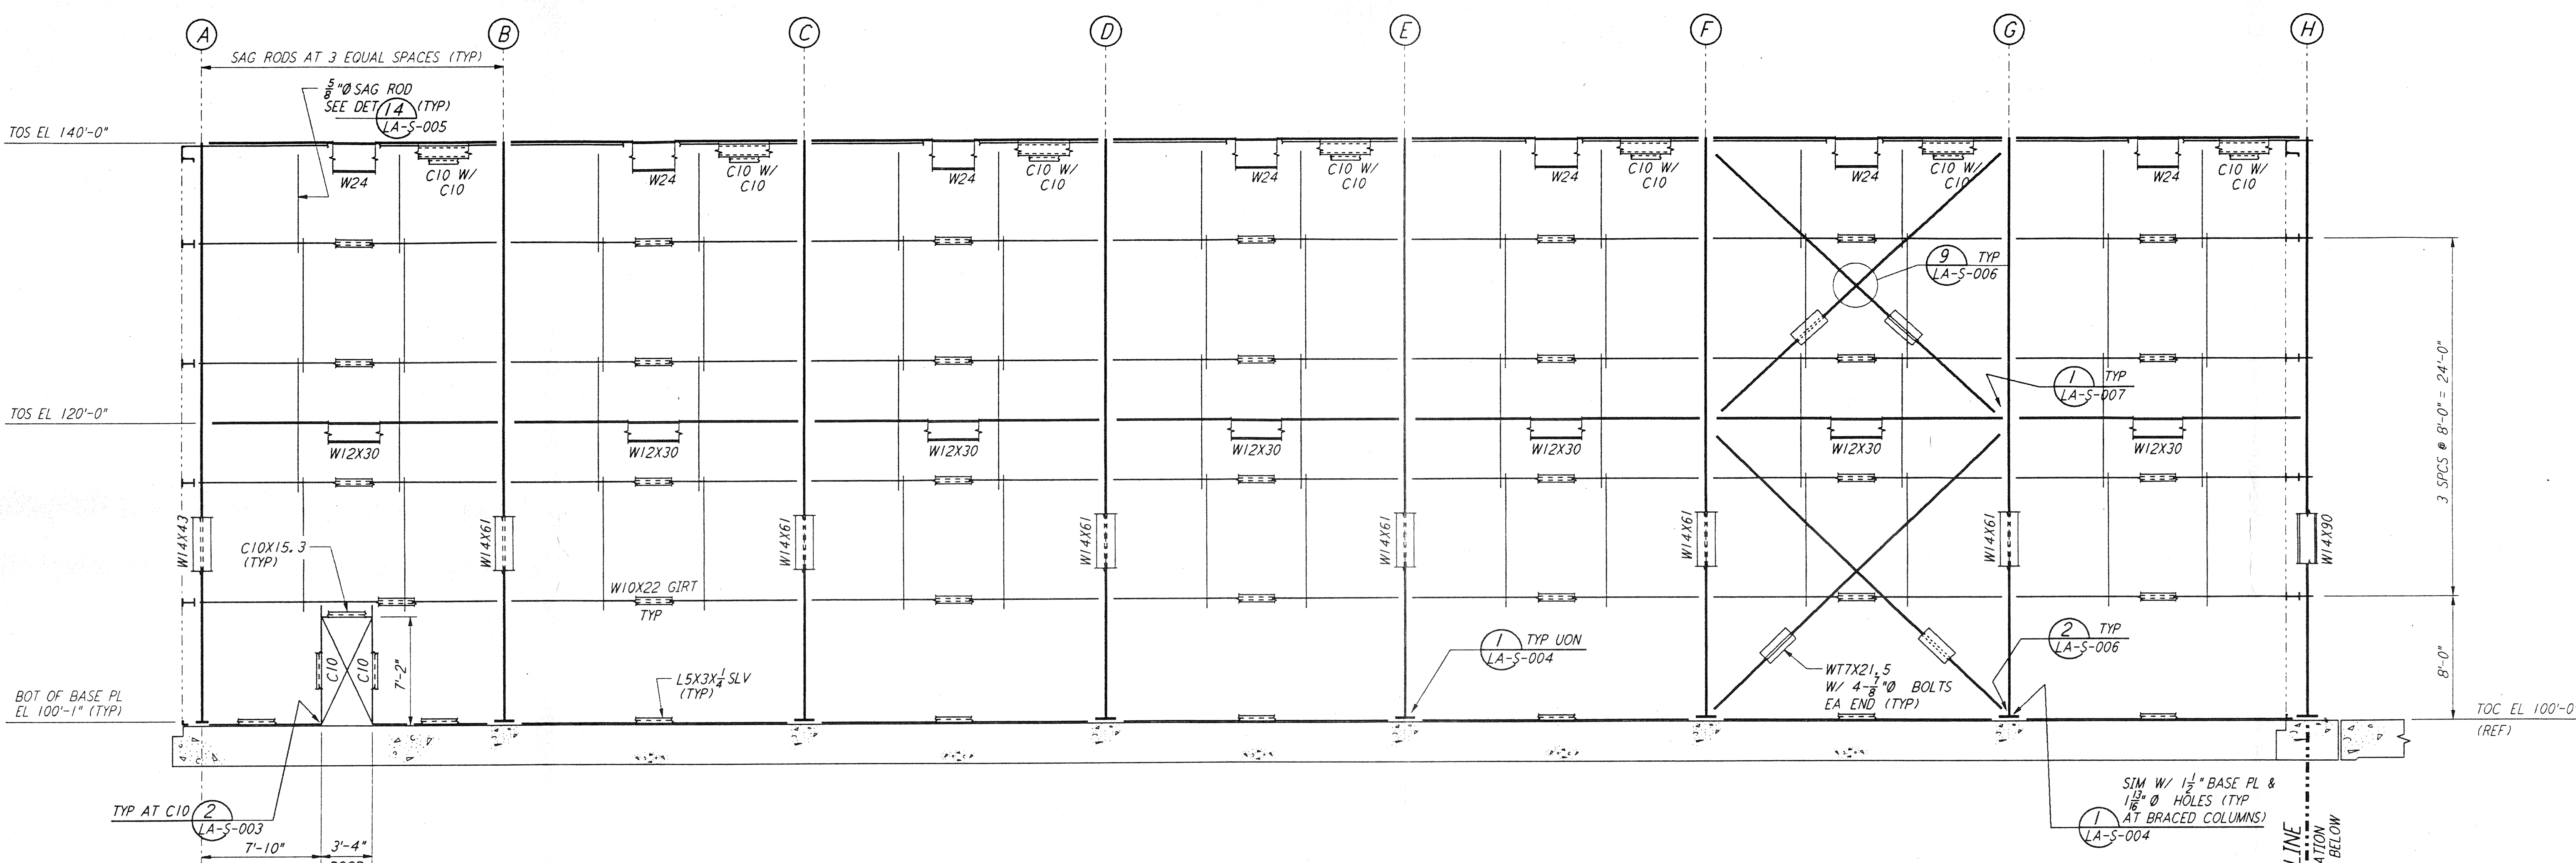 A B C D E F G H
SAG RODS AT 3 EQUAL SPACES (TYP)
5/8"Ø SAG ROD
SEE DET 14 (TYP)
LA-S-005
TOS EL 140'-0"
W24 W24 W24 W24 W24 W24 W24
C10 W/ C10 W/ C10 W/ C10 W/ C10 W/ C10 W/ C10 W/
C10 C10 C10 C10 C10 C10 C10
9 TYP
LA-S-006
1 TYP
LA-S-007
3 SPCS @ 8'-0" = 24'-0"
TOS EL 120'-0"
W12X30 W12X30 W12X30 W12X30 W12X30 W12X30 W12X30
W14X43 W14X61 W14X61 W14X61 W14X61 W14X61 W14X61 W14X90
C10X15.3
(TYP)
W10X22 GIRT
TYP
C10 C10
7'-2"
L5X3X1/4 SLV
(TYP)
1 TYP UON
LA-S-004
WT7X21.5
W/ 4-7/8"Ø BOLTS
EA END (TYP)
2 TYP
LA-S-006
8'-0"
BOT OF BASE PL
EL 100'-1" (TYP)
TOC EL 100'-0
(REF)
TYP AT C10 2
LA-S-003
7'-10" 3'-4"
SIM W/ 1 1/2" BASE PL &
1 13/16" Ø HOLES (TYP
AT BRACED COLUMNS)
1
LA-S-004
LINE
BELOW